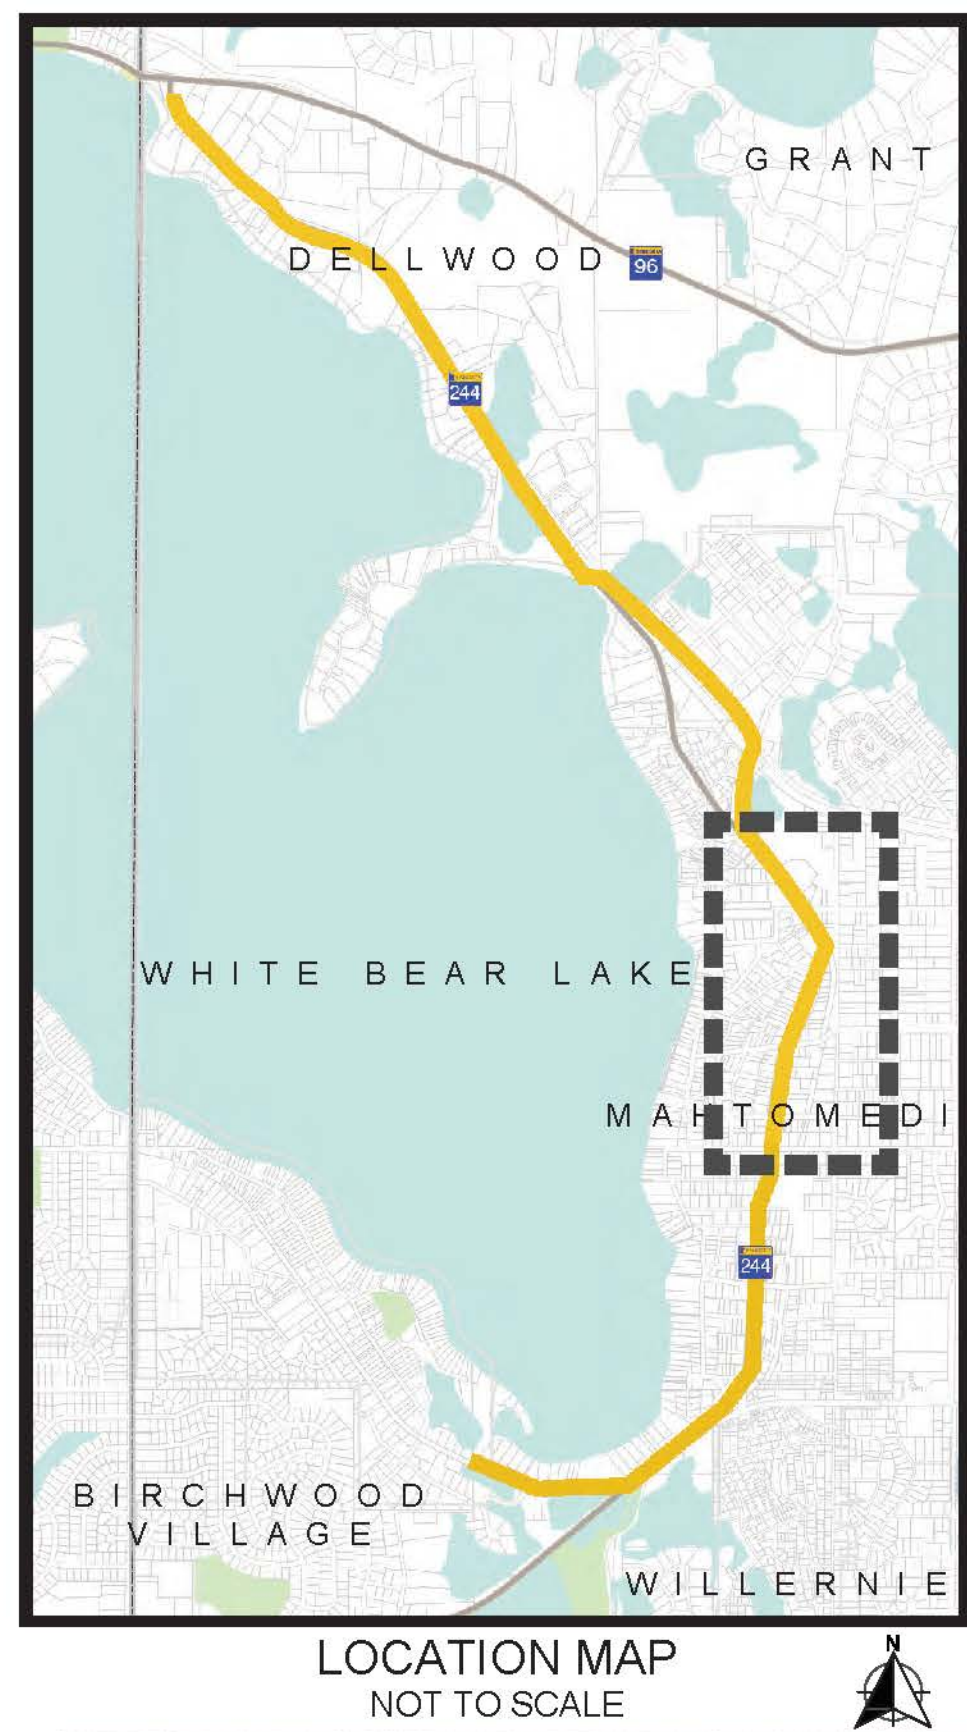 GRANT
DELLWOOD
96
244
WHITE BEAR LAKE
MAHTOMEDI
244
BIRCHWOOD
VILLAGE
WILLERNIE
LOCATION MAP
NOT TO SCALE
N